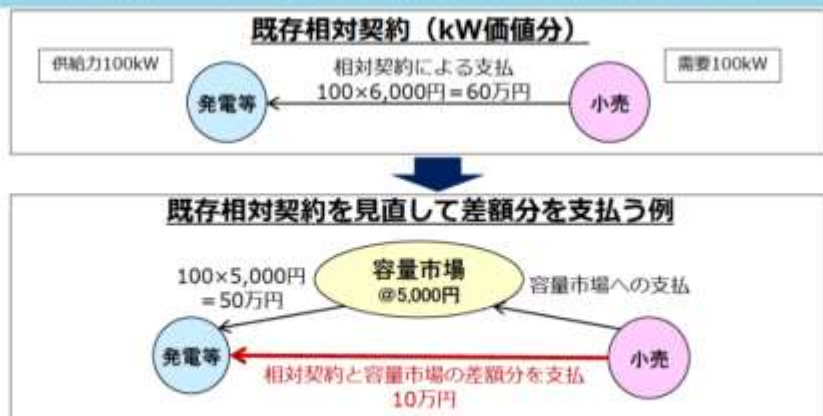 既存相対契約（kW価値分）
供給力100kW
需要100kW
相対契約による支払
100×6,000円＝60万円
発電等
小売
既存相対契約を見直して差額分を支払う例
100×5,000円
＝50万円
容量市場
@5,000円
容量市場への支払
発電等
小売
相対契約と容量市場の差額分を支払
10万円